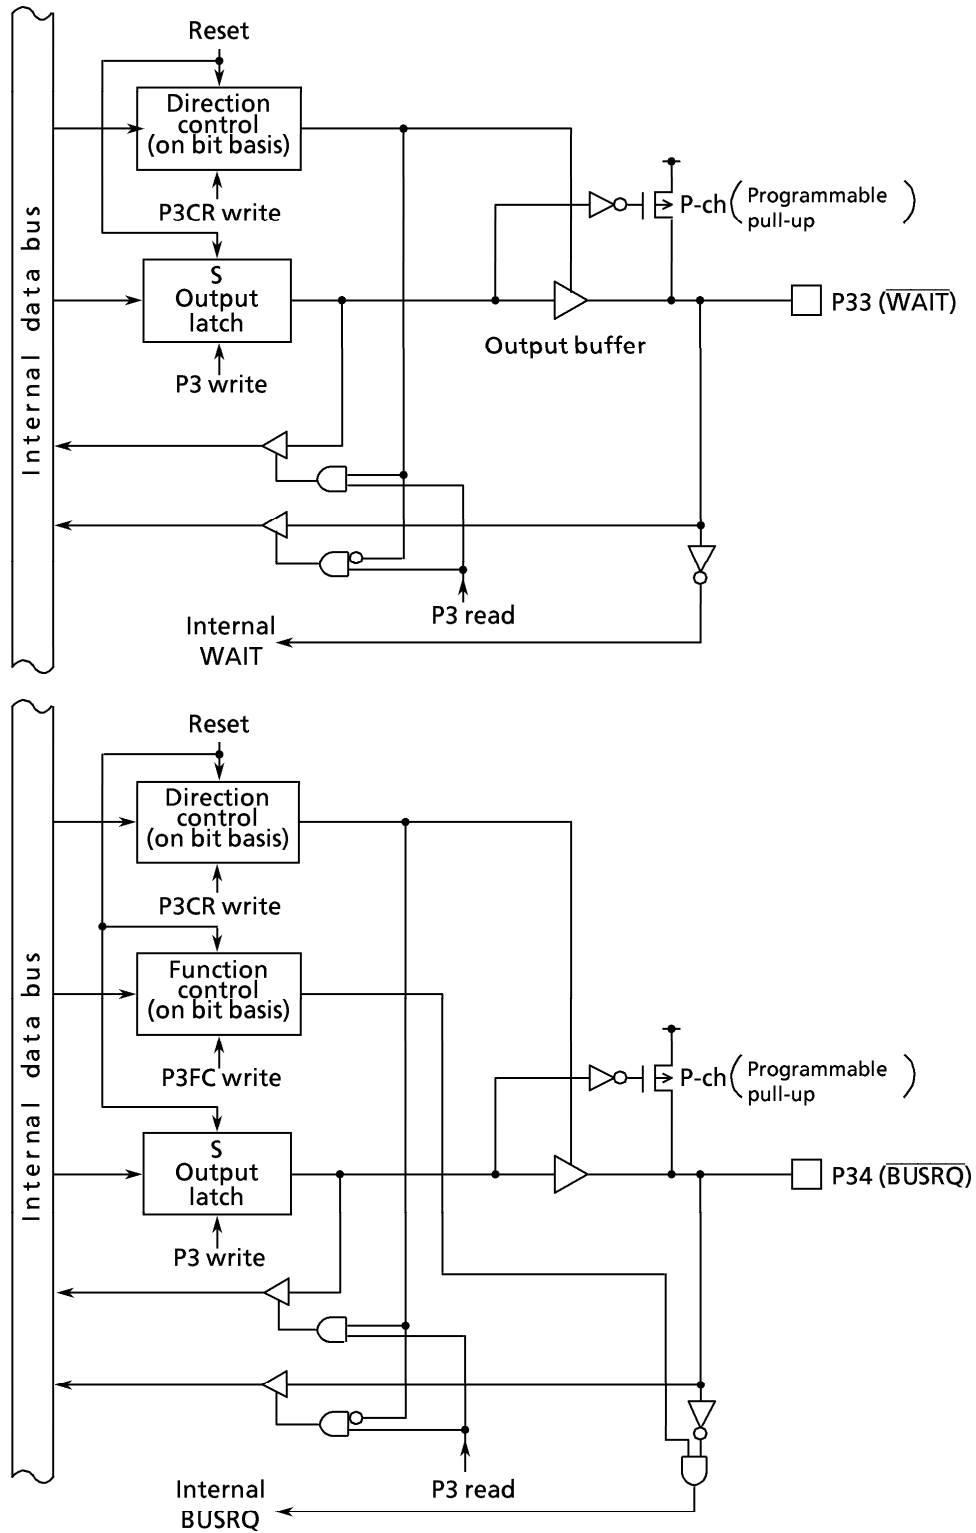 Reset
Direction
control
(on bit basis)
P3CR write
S
Output
latch
P3 write
Internal data bus
P-ch (Programmable
pull-up)
P33 (WAIT)
Output buffer
P3 read
Internal
WAIT
Reset
Direction
control
(on bit basis)
P3CR write
Function
control
(on bit basis)
P3FC write
S
Output
latch
P3 write
Internal data bus
P-ch (Programmable
pull-up)
P34 (BUSRQ)
P3 read
Internal
BUSRQ